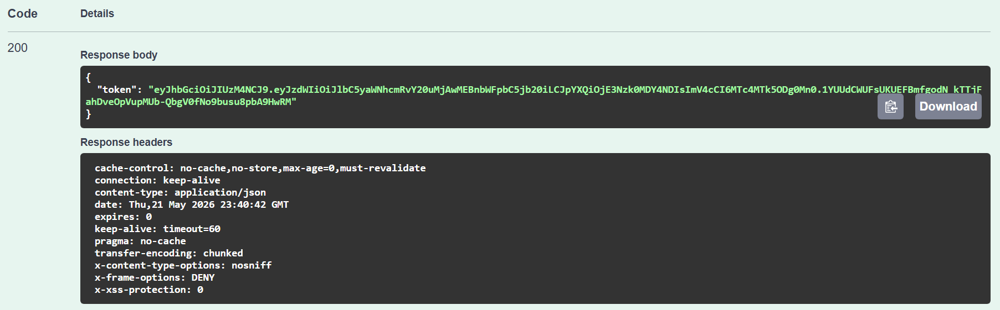 Code Details
200
Response body
{
"token": "eyJhbGciOiJIUzM4NCJ9.eyJzdWIiOiJlbC5yaWNhcmRvY20uMjAwMEBnbWFpbC5jb20iLCJpYXQiOjE3Nzk0MDY4NDIsImV4cCI6MTc4MTk5ODg0Mn0.1YUUdCWUFsUKUEFBmfgodN_kTTjF
ahDveOpVupMUb-QbgV0fNo9busu8pbA9HwRM"
}
Download
Response headers
cache-control: no-cache,no-store,max-age=0,must-revalidate
connection: keep-alive
content-type: application/json
date: Thu,21 May 2026 23:40:42 GMT
expires: 0
keep-alive: timeout=60
pragma: no-cache
transfer-encoding: chunked
x-content-type-options: nosniff
x-frame-options: DENY
x-xss-protection: 0